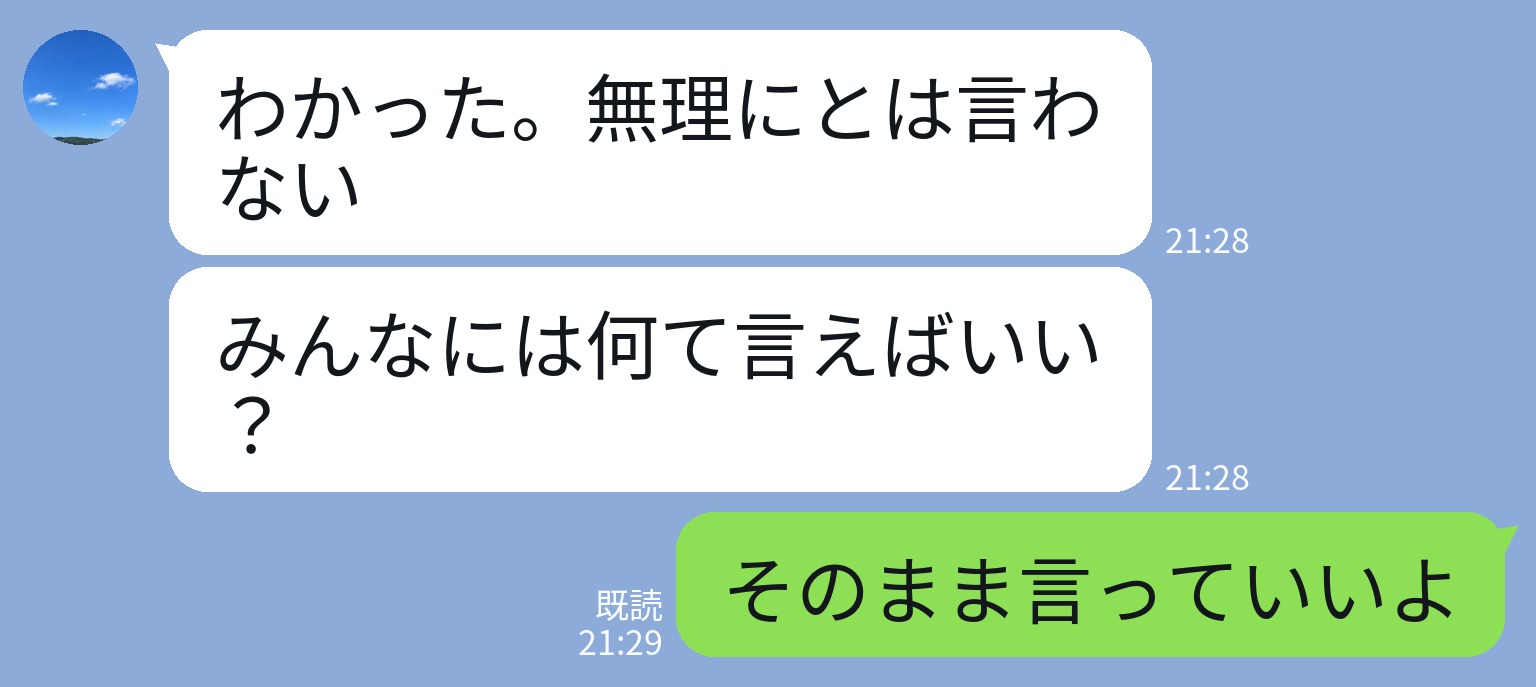 わかった。無理にとは言わ
ない
21:28
みんなには何て言えばいい
？
21:28
そのまま言っていいよ
既読
21:29